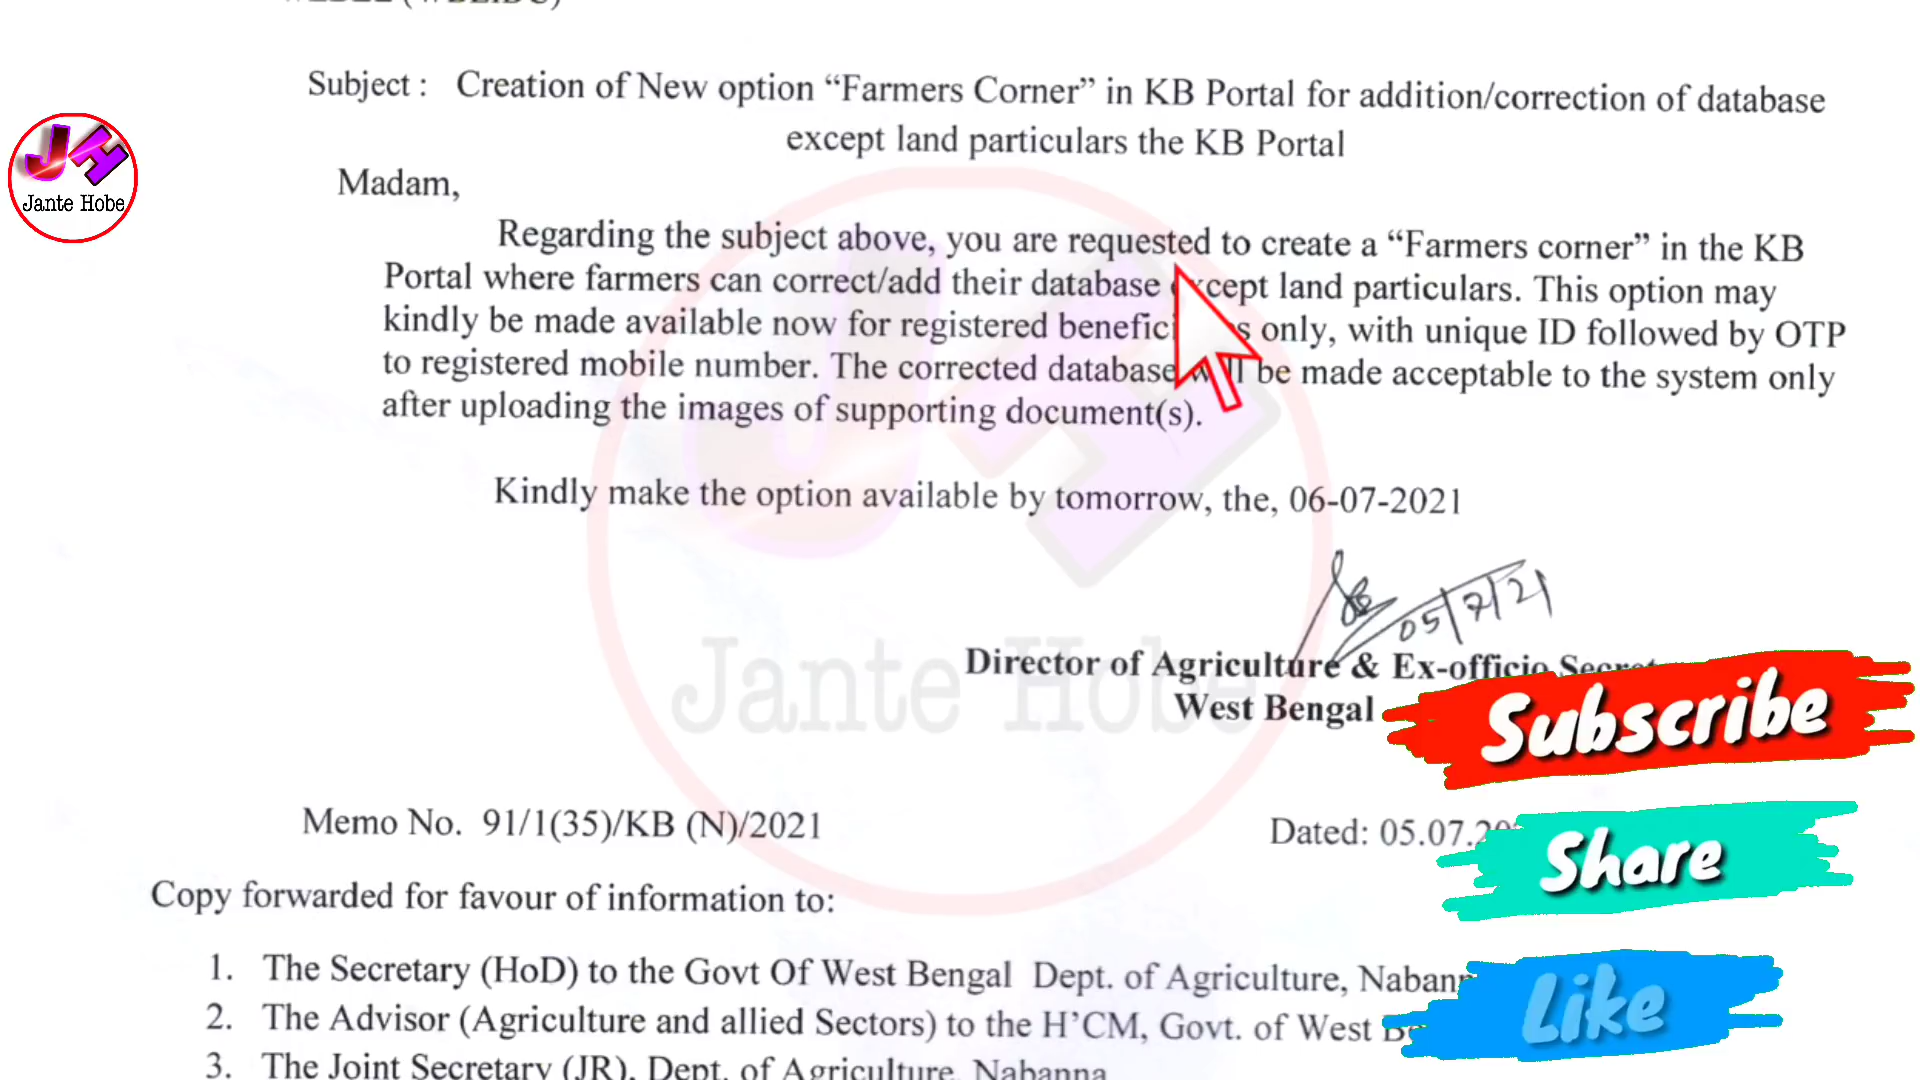 Subject : Creation of New option “Farmers Corner” in KB Portal for addition/correction of database
except land particulars the KB Portal
JH
Jante Hobe
Madam,
Regarding the subject above, you are requested to create a “Farmers corner” in the KB
Portal where farmers can correct/add their database except land particulars. This option may
kindly be made available now for registered only, with unique ID followed by OTP
to registered mobile number. The corrected database will be made acceptable to the system only
after uploading the images of supporting document(s).
Kindly make the option available by tomorrow, the, 06-07-2021
05/7/21
Director of Agriculture & Ex-officio
West Bengal
Jante Hobe
Subscribe
Memo No. 91/1(35)/KB (N)/2021
Dated: 05.07.20
Share
Copy forwarded for favour of information to:
1. The Secretary (HoD) to the Govt Of West Bengal Dept. of Agriculture, Nabanna
2. The Advisor (Agriculture and allied Sectors) to the H’CM, Govt. of West
Like
3. The Joint Secretary (JR), Dept. of Agriculture, Nabanna